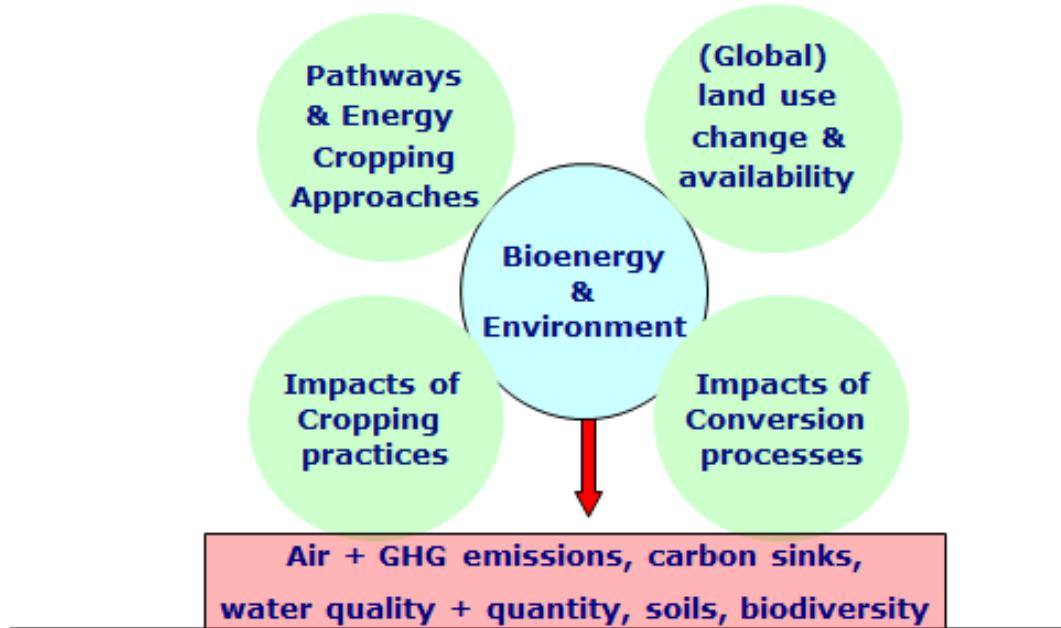 Pathways
& Energy
Cropping
Approaches
(Global)
land use
change &
availability
Bioenergy
&
Environment
Impacts of
Cropping
practices
Impacts of
Conversion
processes
Air + GHG emissions, carbon sinks,
water quality + quantity, soils, biodiversity